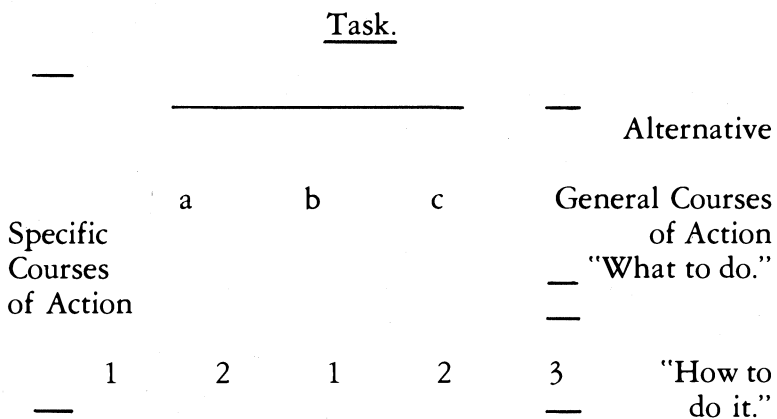 Task.
Alternative
a b c General Courses
Specific of Action
Courses "What to do."
of Action
1 2 1 2 3 "How to
do it."